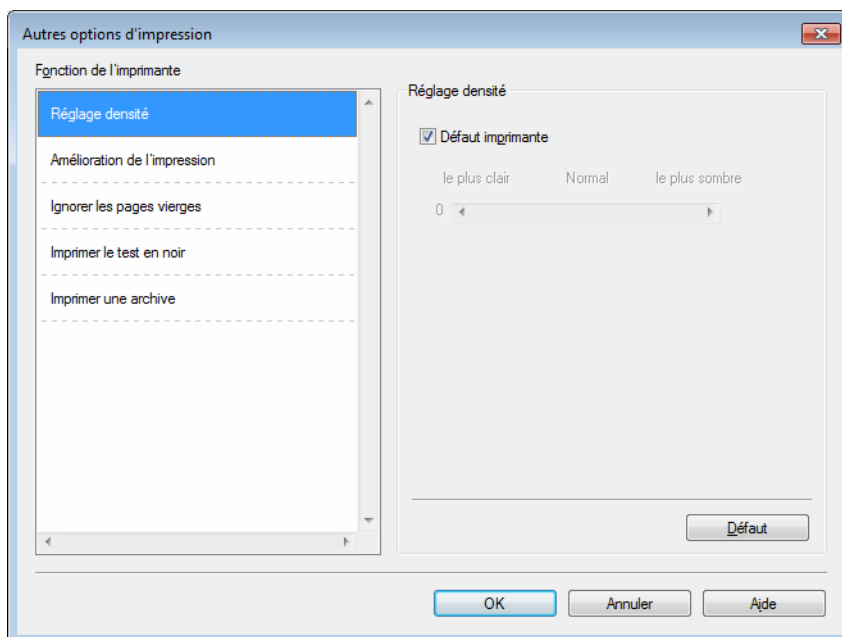 Autres options d'impression
Fonction de l'imprimante
Réglage densité
Amélioration de l'impression
Ignorer les pages vierges
Imprimer le test en noir
Imprimer une archive
Réglage densité
Défaut imprimante
le plus clair Normal le plus sombre
0
Défaut
OK Annuler Aide